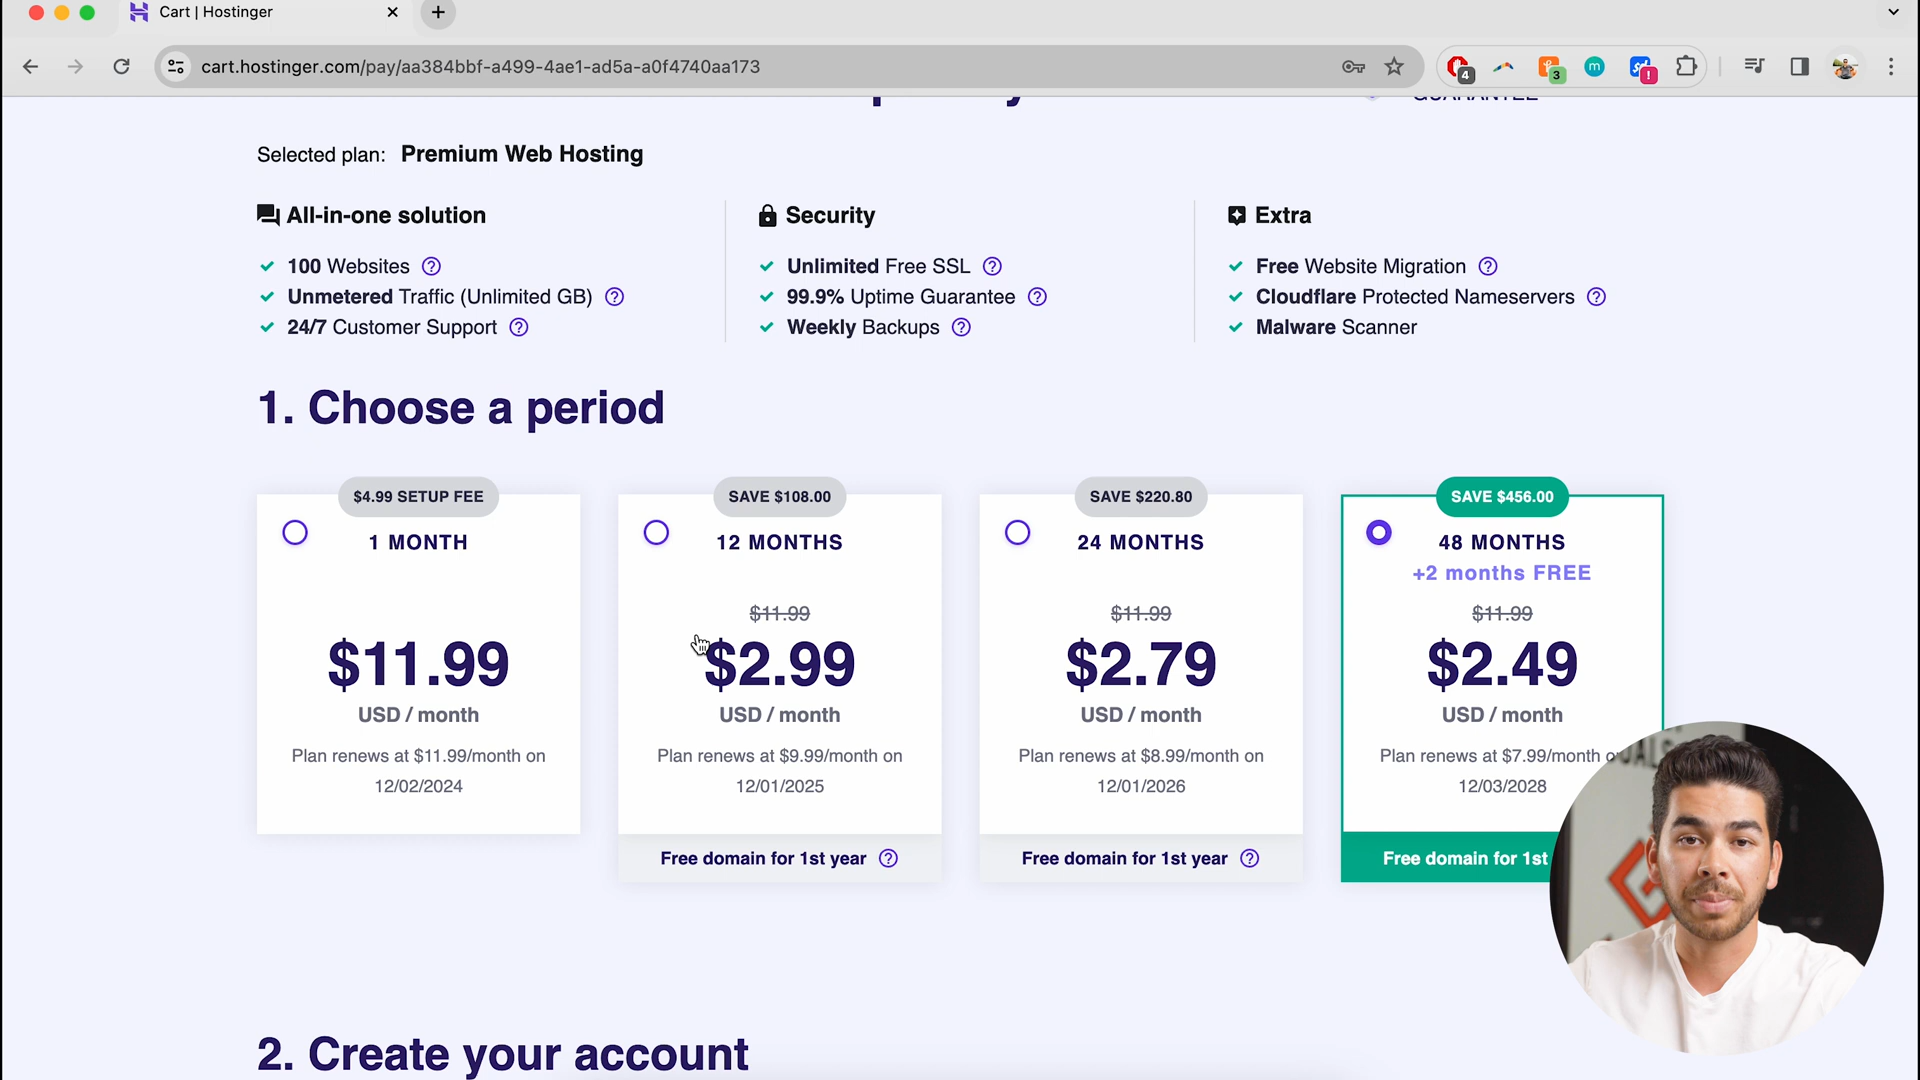 Cart | Hostinger
cart.hostinger.com/pay/aa384bbf-a499-4ae1-ad5a-a0f4740aa173
4
3
m
!
GUARANTEE
Selected plan: Premium Web Hosting
All-in-one solution
100 Websites ?
Unmetered Traffic (Unlimited GB) ?
24/7 Customer Support ?
Security
Unlimited Free SSL ?
99.9% Uptime Guarantee ?
Weekly Backups ?
Extra
Free Website Migration ?
Cloudflare Protected Nameservers ?
Malware Scanner
1. Choose a period
$4.99 SETUP FEE
1 MONTH
$11.99
USD / month
Plan renews at $11.99/month on
12/02/2024
SAVE $108.00
12 MONTHS
$11.99
$2.99
USD / month
Plan renews at $9.99/month on
12/01/2025
Free domain for 1st year ?
SAVE $220.80
24 MONTHS
$11.99
$2.79
USD / month
Plan renews at $8.99/month on
12/01/2026
Free domain for 1st year ?
SAVE $456.00
48 MONTHS
+2 months FREE
$11.99
$2.49
USD / month
Plan renews at $7.99/month
12/03/2028
Free domain for 1st
2. Create your account